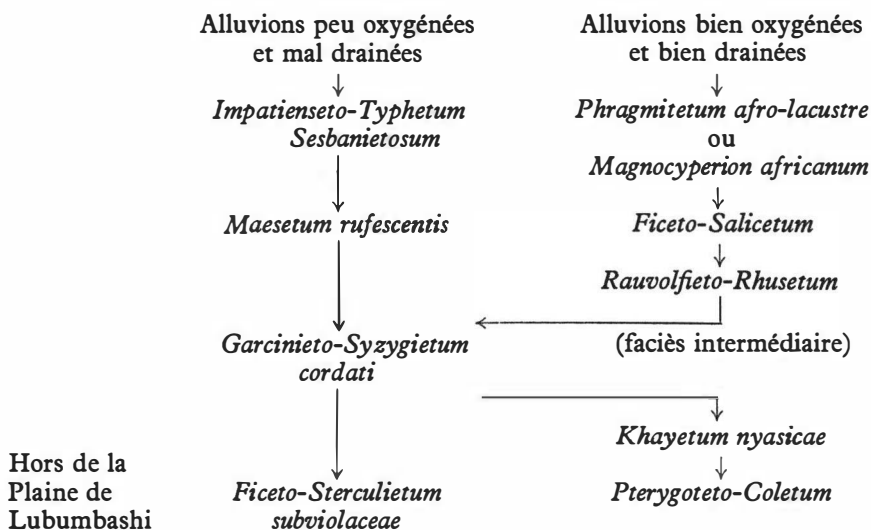 Alluvions peu oxygénées
et mal drainées
Alluvions bien oxygénées
et bien drainées
Impatienseto-Typhetum
Sesbanietosum
Phragmitetum afro-lacustre
ou
Magnocyperion africanum
Maesetum rufescentis
Ficeto-Salicetum
Rauvolfieto-Rhusetum
Garcinieto-Syzygietum
cordati
(faciès intermédiaire)
Khayetum nyasicae
Hors de la
Plaine de
Lubumbashi
Ficeto-Sterculietum
subviolaceae
Pterygoteto-Coletum